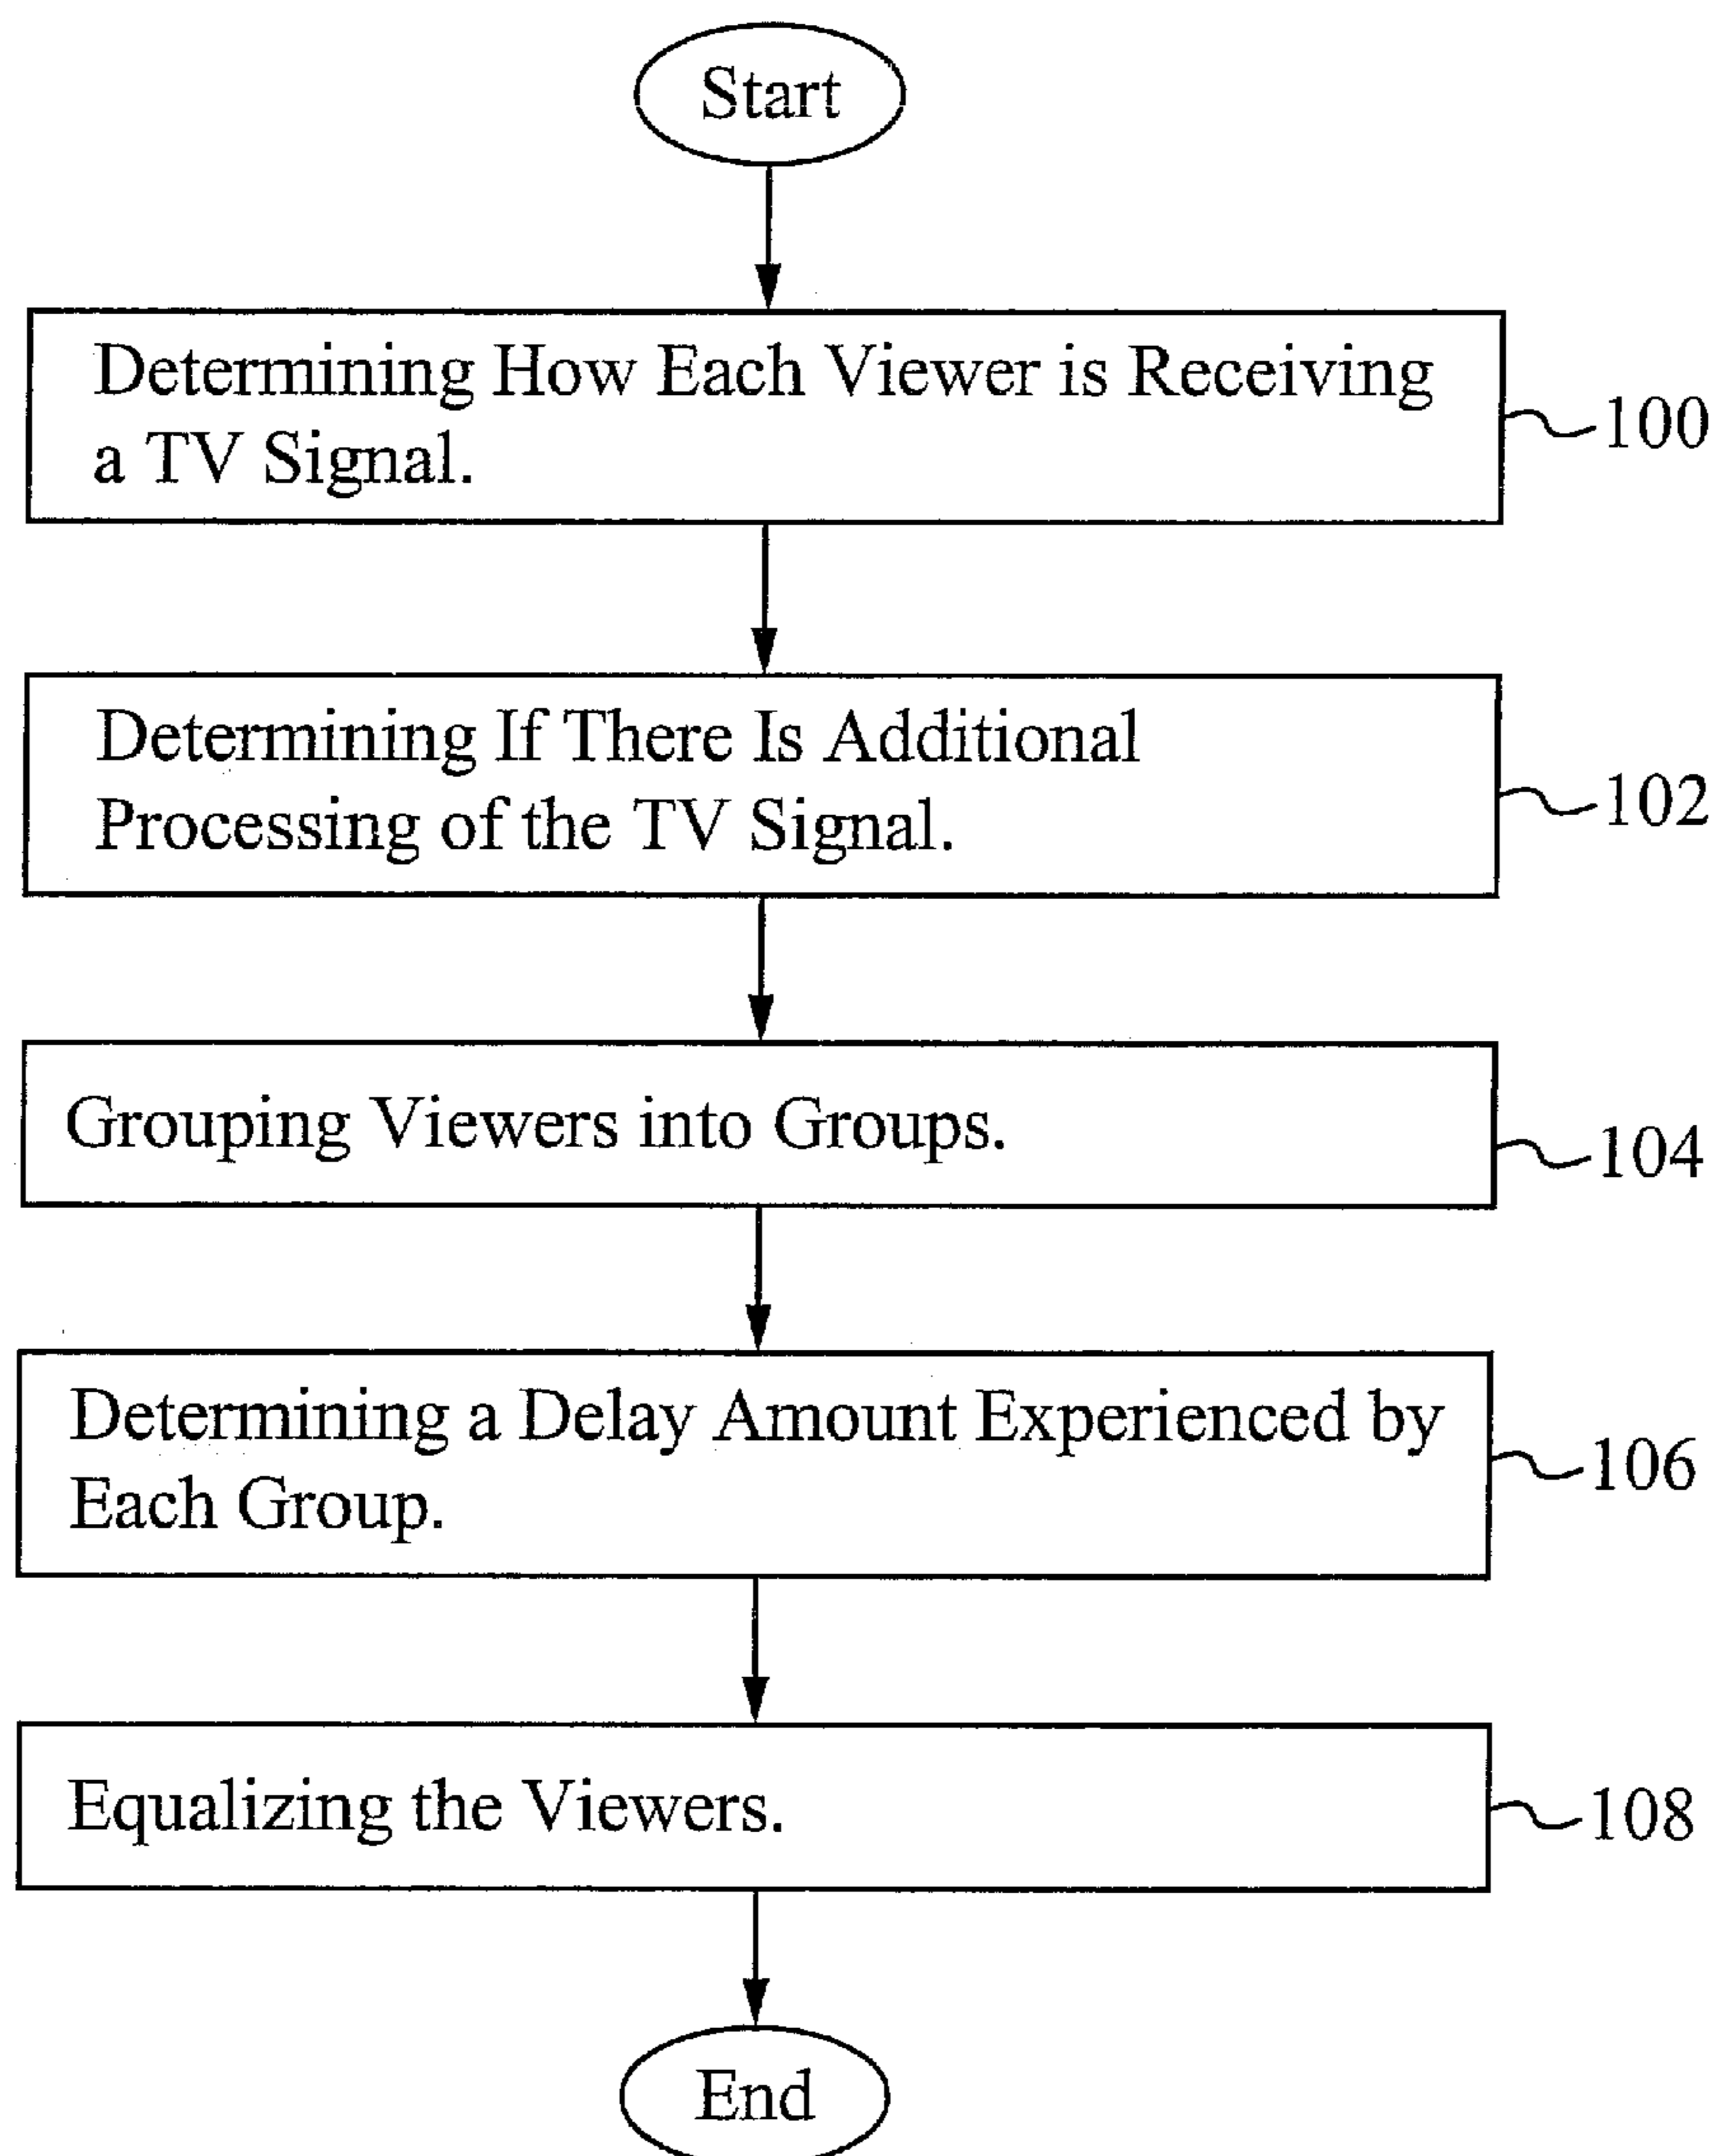 Start
Determining How Each Viewer is Receiving
a TV Signal.
100
Determining If There Is Additional
Processing of the TV Signal.
102
Grouping Viewers into Groups.
104
Determining a Delay Amount Experienced by
Each Group.
106
Equalizing the Viewers.
108
End